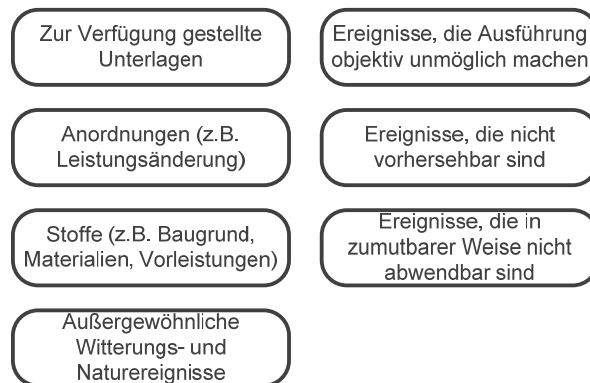 Zur Verfügung gestellte
Unterlagen
Anordnungen (z.B.
Leistungsänderung)
Stoffe (z.B. Baugrund,
Materialien, Vorleistungen)
Außergewöhnliche
Witterungs- und
Naturereignisse
Ereignisse, die Ausführung
objektiv unmöglich machen
Ereignisse, die nicht
vorhersehbar sind
Ereignisse, die in
zumutbarer Weise nicht
abwendbar sind